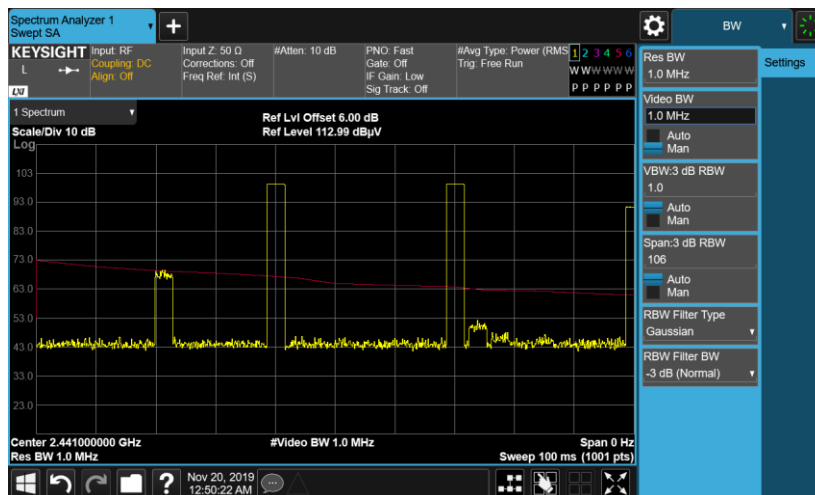 Spectrum Analyzer 1
Swept SA
+
BW
KEYSIGHT
L
LXI
Input: RF
Coupling: DC
Align: Off
Input Z: 50 Ω
Corrections: Off
Freq Ref: Int (S)
#Atten: 10 dB
PNO: Fast
Gate: Off
IF Gain: Low
Sig Track: Off
#Avg Type: Power (RMS
Trig: Free Run
1 2 3 4 5 6
W W W W W W
P P P P P P
1 Spectrum
Scale/Div 10 dB
Ref Lvl Offset 6.00 dB
Ref Level 112.99 dBµV
Log
103
93.0
83.0
73.0
63.0
53.0
43.0
33.0
23.0
Center 2.441000000 GHz
Res BW 1.0 MHz
#Video BW 1.0 MHz
Span 0 Hz
Sweep 100 ms (1001 pts)
Res BW
1.0 MHz
Video BW
1.0 MHz
Auto
Man
VBW:3 dB RBW
1.0
Auto
Man
Span:3 dB RBW
106
Auto
Man
RBW Filter Type
Gaussian
RBW Filter BW
-3 dB (Normal)
Settings
?
Nov 20, 2019
12:50:22 AM